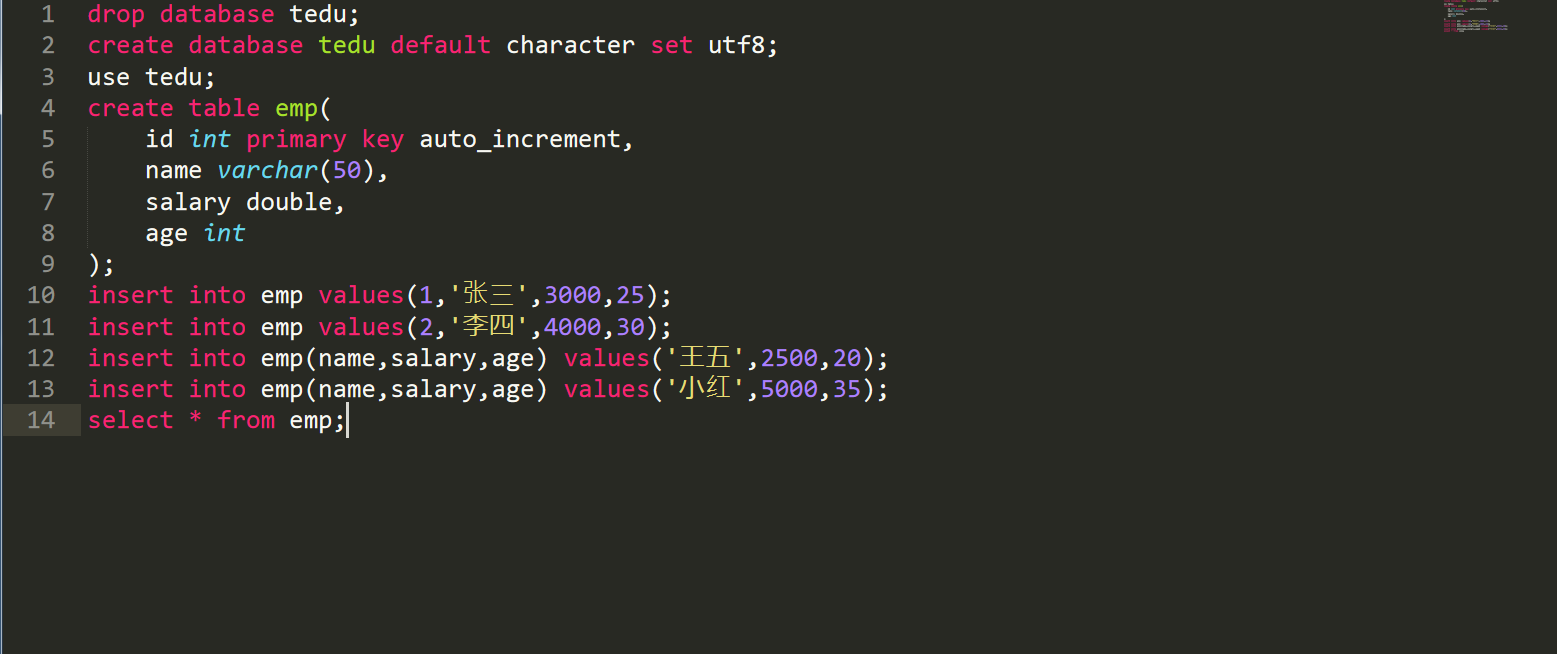 1 drop database tedu;
2 create database tedu default character set utf8;
3 use tedu;
4 create table emp(
5     id int primary key auto_increment,
6     name varchar(50),
7     salary double,
8     age int
9 );
10 insert into emp values(1,'张三',3000,25);
11 insert into emp values(2,'李四',4000,30);
12 insert into emp(name,salary,age) values('王五',2500,20);
13 insert into emp(name,salary,age) values('小红',5000,35);
14 select * from emp;